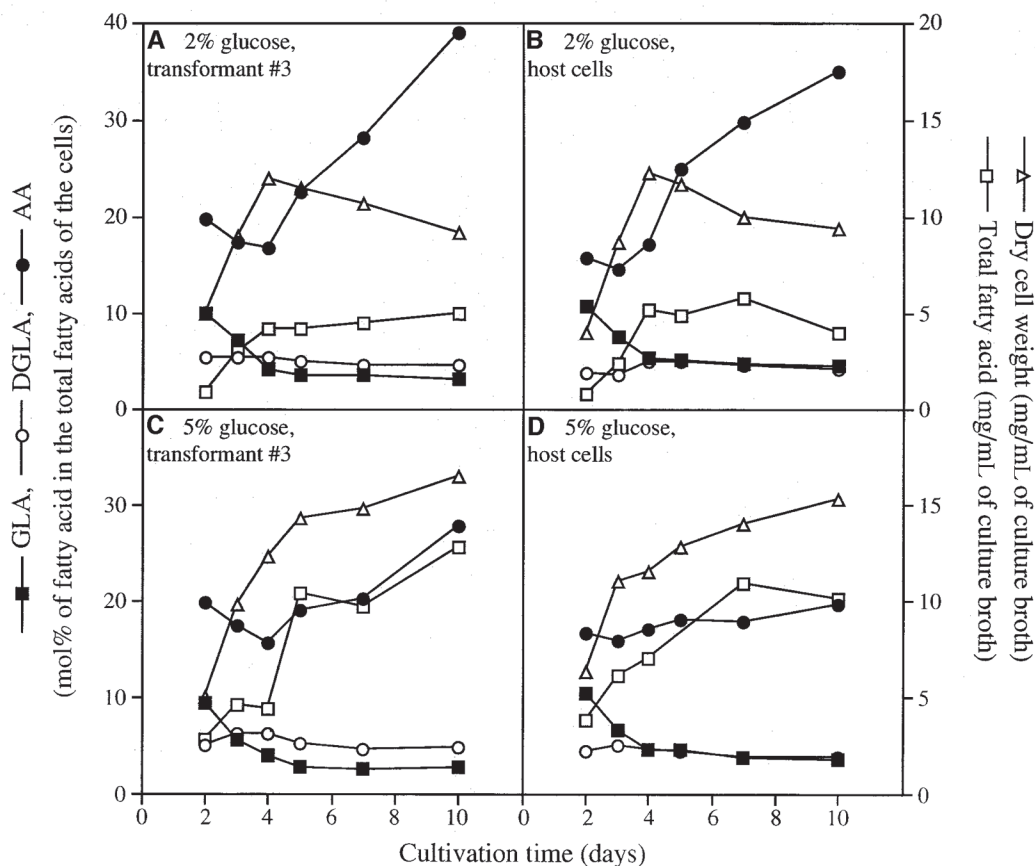 GLA, DGLA, AA
(mol% of fatty acid in the total fatty acids of the cells)
40
30
20
10
0
30
20
10
0
A 2% glucose,
transformant #3
B 2% glucose,
host cells
C 5% glucose,
transformant #3
D 5% glucose,
host cells
20
15
10
5
0
15
10
5
0
Dry cell weight (mg/mL of culture broth)
Total fatty acid (mg/mL of culture broth)
0 2 4 6 8 10 0 2 4 6 8 10
Cultivation time (days)